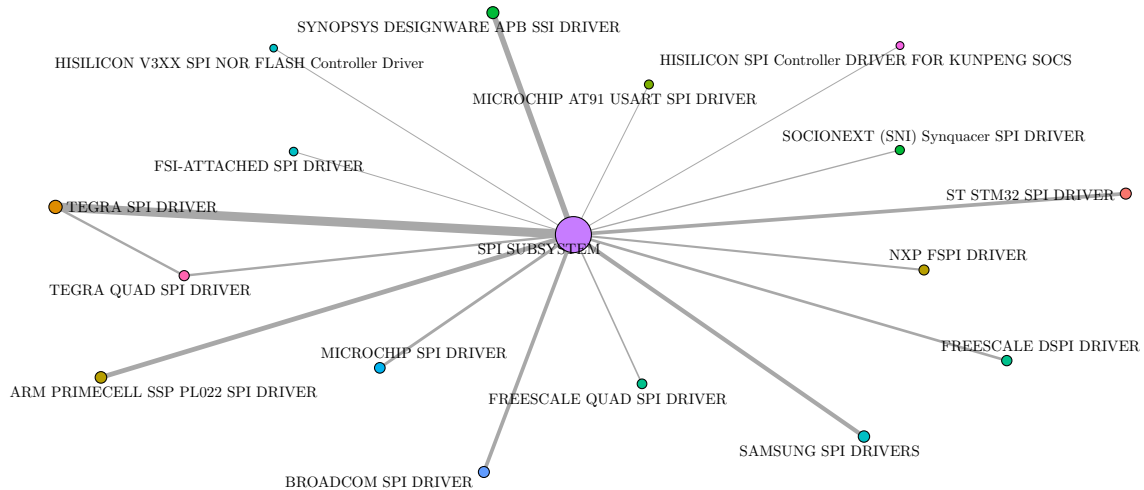 SYNOPSYS DESIGNWARE APB SSI DRIVER
HISILICON V3XX SPI NOR FLASH Controller Driver
HISILICON SPI Controller DRIVER FOR KUNPENG SOCS
MICROCHIP AT91 USART SPI DRIVER
SOCIONEXT (SNI) Synquacer SPI DRIVER
FSI-ATTACHED SPI DRIVER
ST STM32 SPI DRIVER
TEGRA SPI DRIVER
SPI SUBSYSTEM
NXP FSPI DRIVER
TEGRA QUAD SPI DRIVER
FREESCALE DSPI DRIVER
MICROCHIP SPI DRIVER
ARM PRIMECELL SSP PL022 SPI DRIVER
FREESCALE QUAD SPI DRIVER
SAMSUNG SPI DRIVERS
BROADCOM SPI DRIVER